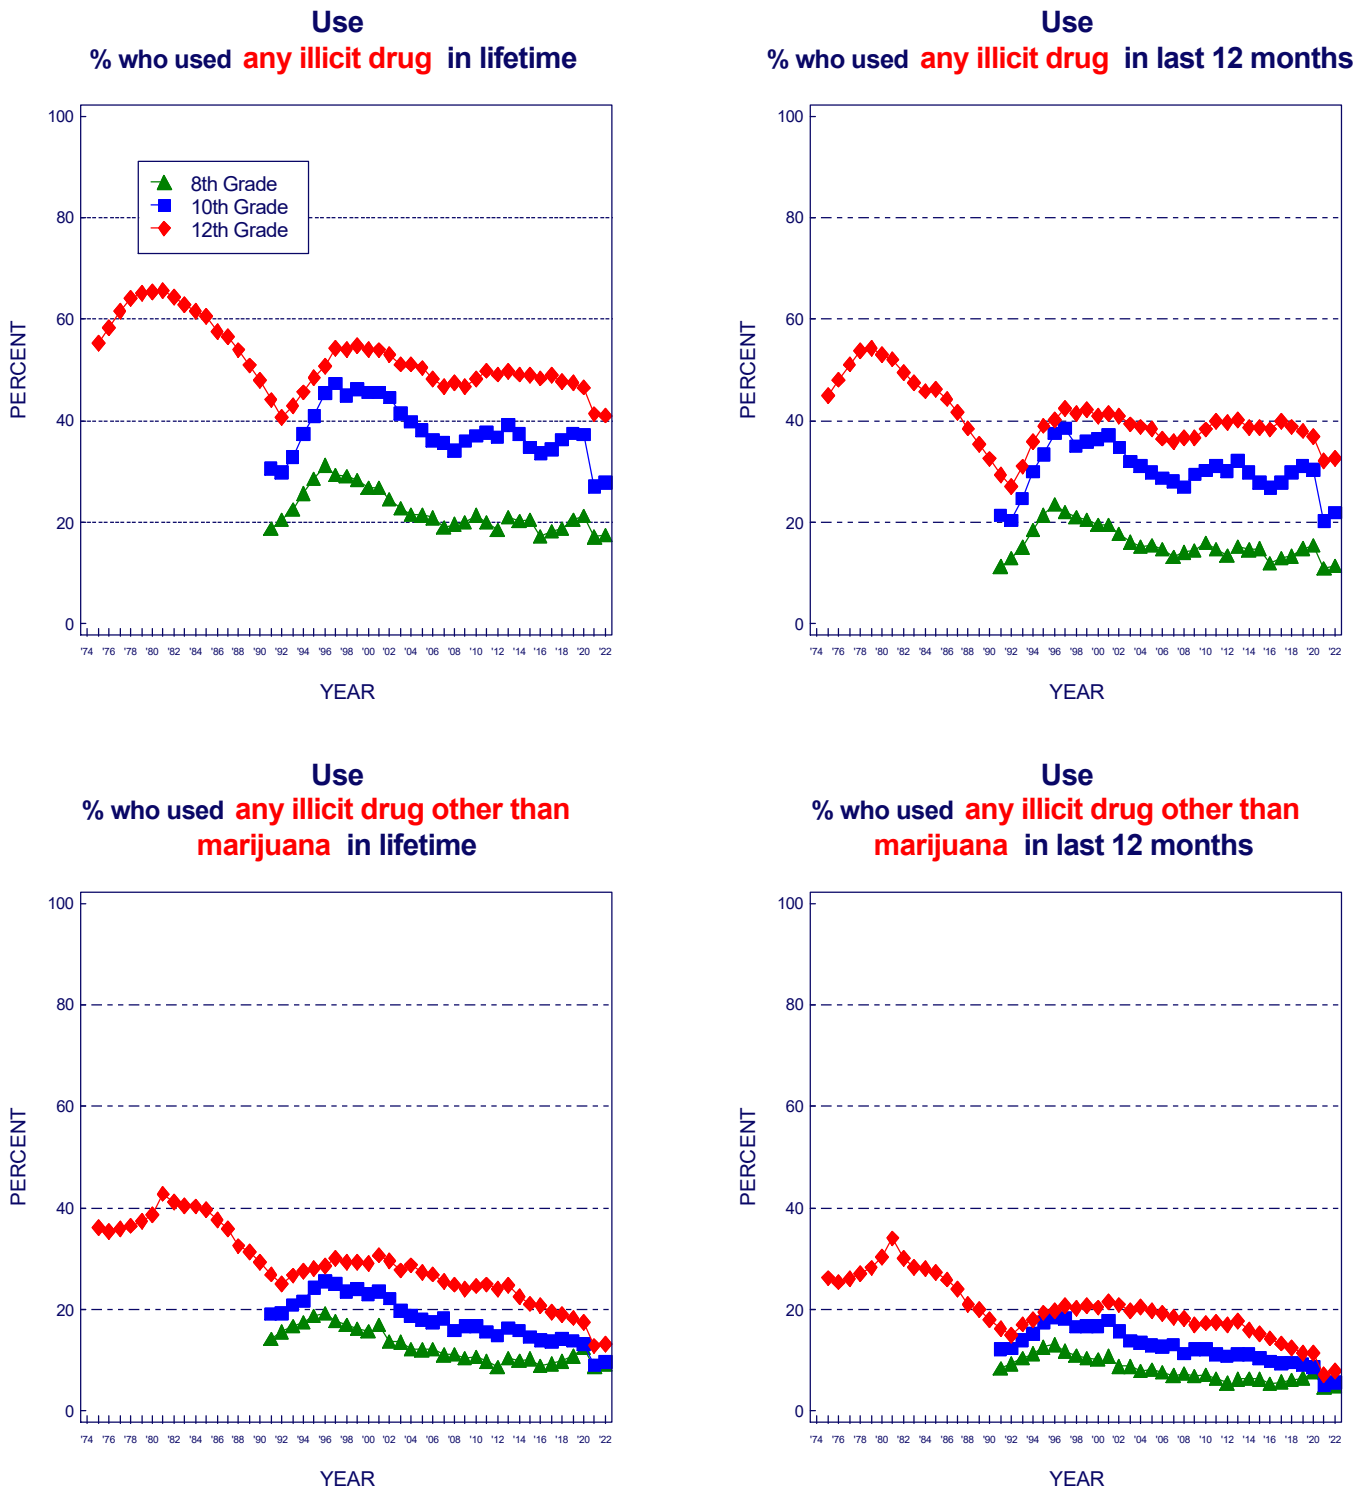 Use
% who used any illicit drug in lifetime
100
80
60
40
20
0
PERCENT
8th Grade
10th Grade
12th Grade
'74 '76 '78 '80 '82 '84 '86 '88 '90 '92 '94 '96 '98 '00 '02 '04 '06 '08 '10 '12 '14 '16 '18 '20 '22
YEAR
Use
% who used any illicit drug in last 12 months
100
80
60
40
20
0
PERCENT
'74 '76 '78 '80 '82 '84 '86 '88 '90 '92 '94 '96 '98 '00 '02 '04 '06 '08 '10 '12 '14 '16 '18 '20 '22
YEAR
Use
% who used any illicit drug other than
marijuana in lifetime
100
80
60
40
20
0
PERCENT
'74 '76 '78 '80 '82 '84 '86 '88 '90 '92 '94 '96 '98 '00 '02 '04 '06 '08 '10 '12 '14 '16 '18 '20 '22
YEAR
Use
% who used any illicit drug other than
marijuana in last 12 months
100
80
60
40
20
0
PERCENT
'74 '76 '78 '80 '82 '84 '86 '88 '90 '92 '94 '96 '98 '00 '02 '04 '06 '08 '10 '12 '14 '16 '18 '20 '22
YEAR